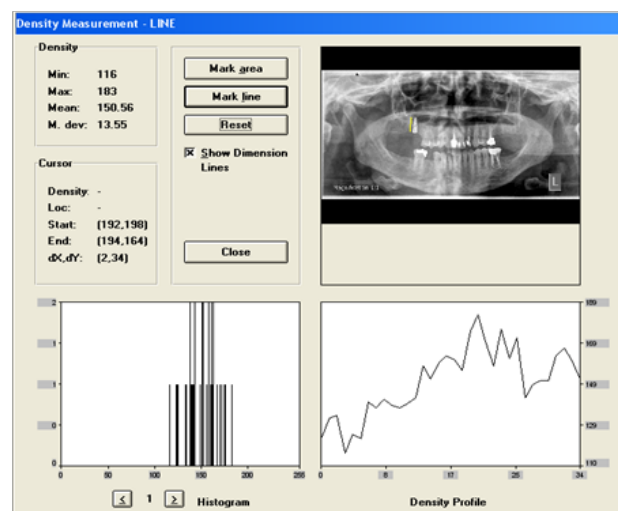 Density Measurement - LINE
Density
Min: 116
Max: 183
Mean: 150.56
M. dev: 13.55
Cursor
Density: -
Loc: -
Start: (192,198)
End: (194,164)
dX,dY: (2,34)
Mark area
Mark line
Reset
Show Dimension
Lines
Close
L
2
1
1
0
0
0 50 100 150 200 255
< 1 > Histogram
189
169
149
129
110
0 8 25 34
Density Profile